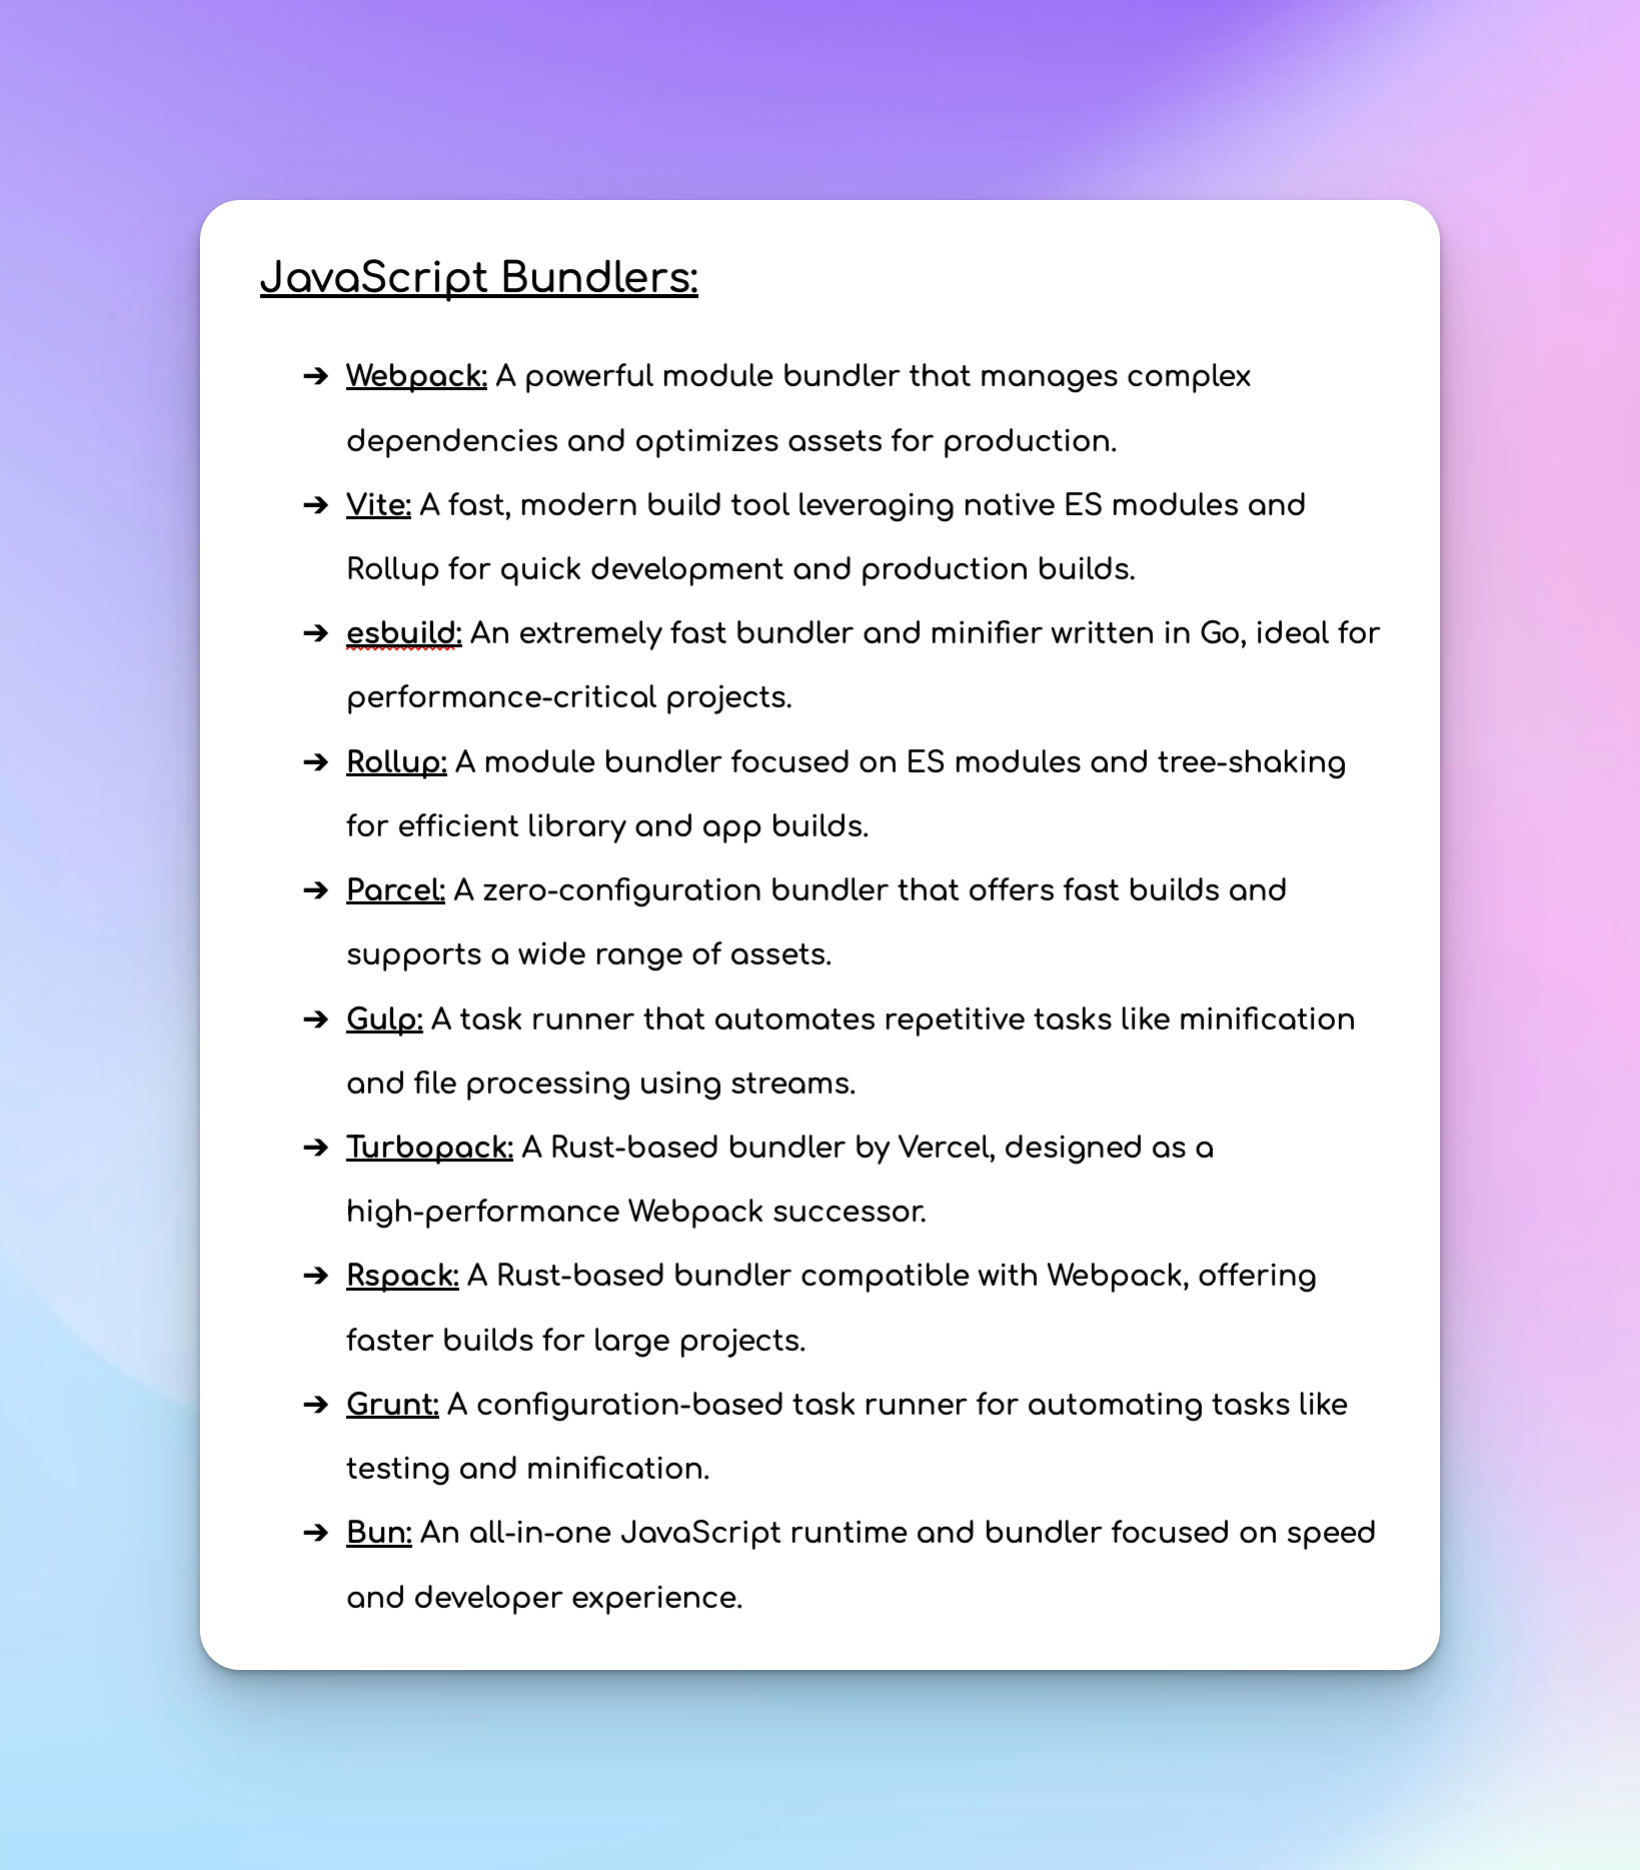 JavaScript Bundlers:
➔ Webpack: A powerful module bundler that manages complex
dependencies and optimizes assets for production.
➔ Vite: A fast, modern build tool leveraging native ES modules and
Rollup for quick development and production builds.
➔ esbuild: An extremely fast bundler and minifier written in Go, ideal for
performance-critical projects.
➔ Rollup: A module bundler focused on ES modules and tree-shaking
for efficient library and app builds.
➔ Parcel: A zero-configuration bundler that offers fast builds and
supports a wide range of assets.
➔ Gulp: A task runner that automates repetitive tasks like minification
and file processing using streams.
➔ Turbopack: A Rust-based bundler by Vercel, designed as a
high-performance Webpack successor.
➔ Rspack: A Rust-based bundler compatible with Webpack, offering
faster builds for large projects.
➔ Grunt: A configuration-based task runner for automating tasks like
testing and minification.
➔ Bun: An all-in-one JavaScript runtime and bundler focused on speed
and developer experience.